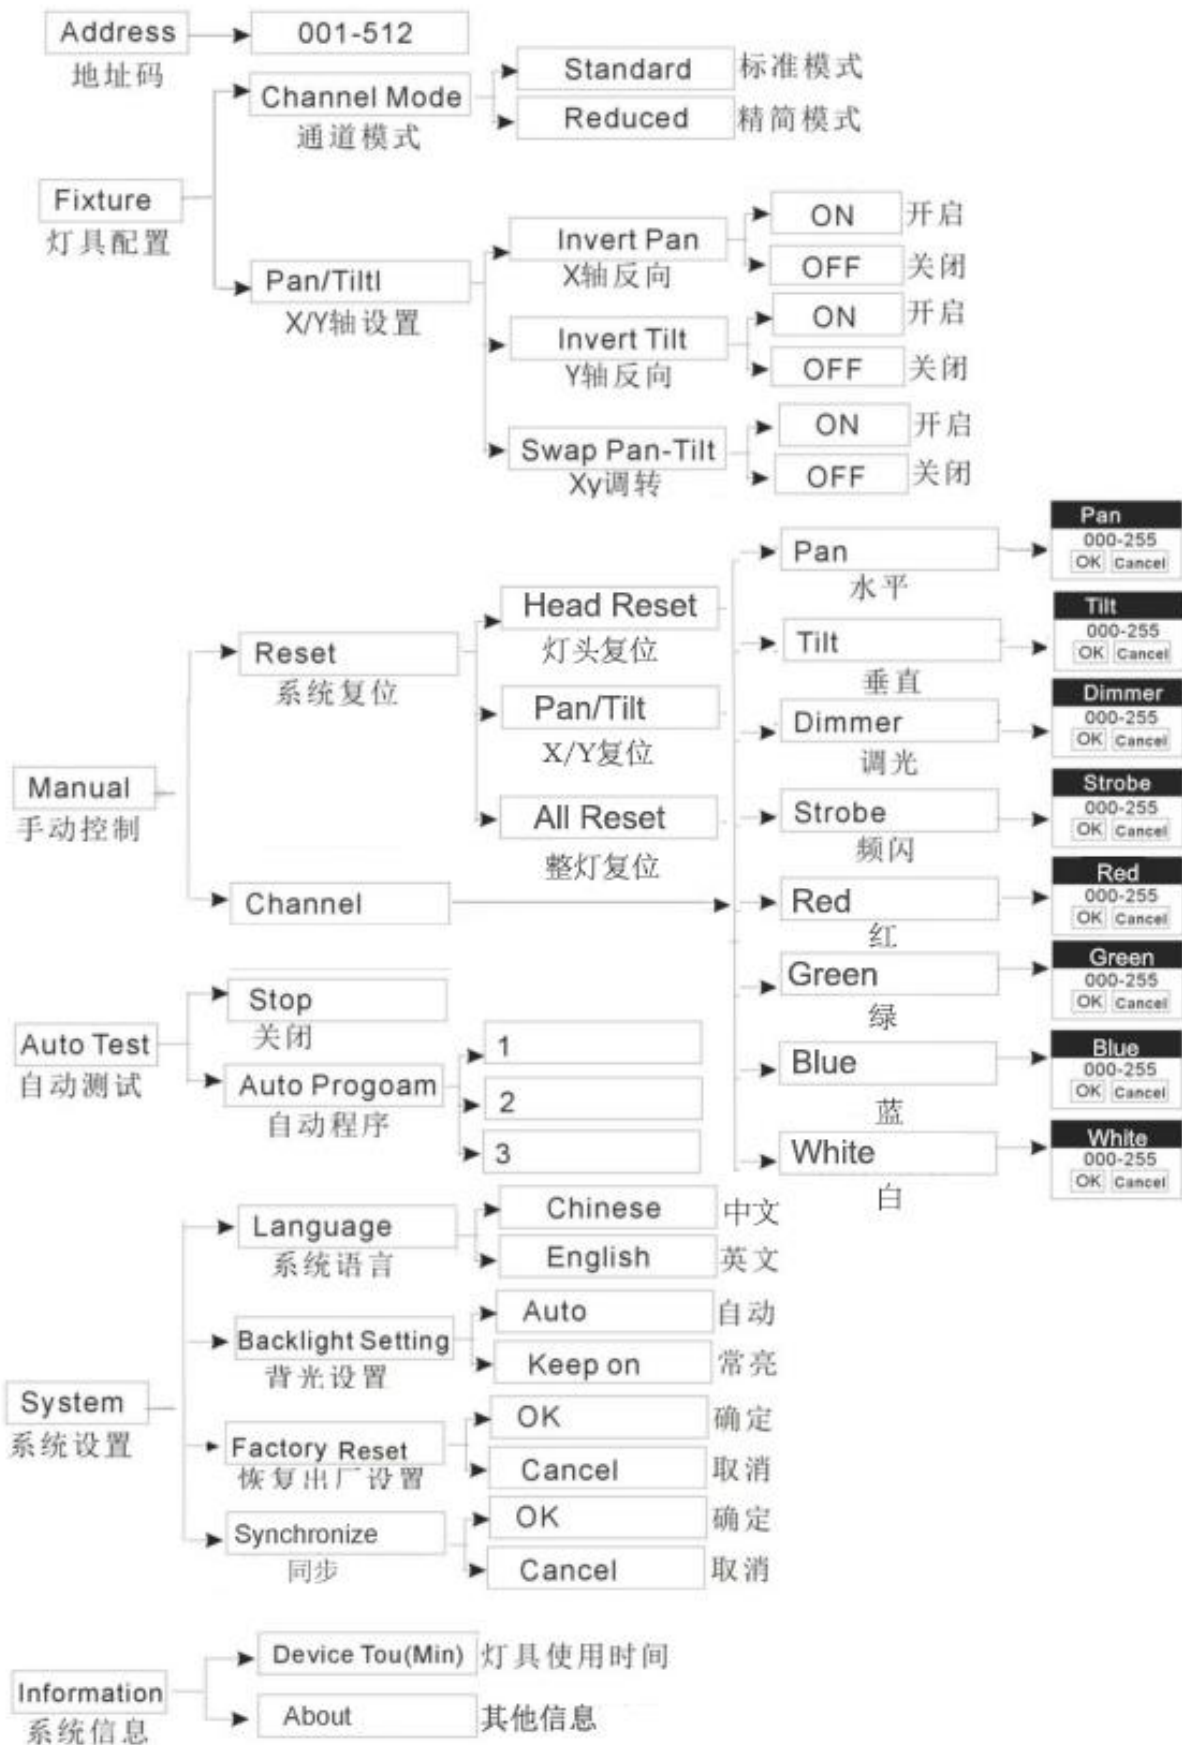 Address
001-512
地址码
Fixture
灯具配置
Channel Mode
通道模式
Standard 标准模式
Reduced 精简模式
Pan/Tiltl
X/Y轴设置
Invert Pan
X轴反向
ON 开启
OFF 关闭
Invert Tilt
Y轴反向
ON 开启
OFF 关闭
Swap Pan-Tilt
Xy调转
ON 开启
OFF 关闭
Manual
手动控制
Reset
系统复位
Head Reset
灯头复位
Pan/Tilt
X/Y复位
All Reset
整灯复位
Channel
Pan
水平
Pan
000-255
OK Cancel
Tilt
垂直
Tilt
000-255
OK Cancel
Dimmer
调光
Dimmer
000-255
OK Cancel
Strobe
频闪
Strobe
000-255
OK Cancel
Red
红
Red
000-255
OK Cancel
Green
绿
Green
000-255
OK Cancel
Blue
蓝
Blue
000-255
OK Cancel
White
白
White
000-255
OK Cancel
Auto Test
自动测试
Stop
关闭
Auto Progoam
自动程序
1
2
3
System
系统设置
Language
系统语言
Chinese 中文
English 英文
Backlight Setting
背光设置
Auto 自动
Keep on 常亮
Factory Reset
恢复出厂设置
OK 确定
Cancel 取消
Synchronize
同步
OK 确定
Cancel 取消
Information
系统信息
Device Tou(Min) 灯具使用时间
About 其他信息